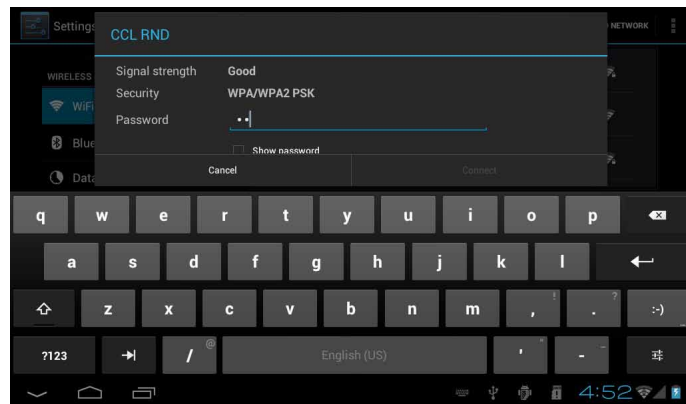 Settings
NETWORK
CCL RND
Signal strength Good
WIRELESS
Security WPA/WPA2 PSK
WiFi
Password ••
Blue
Show password
Cancel Connect
Data
q w e r t y u i o p
a s d f g h j k l
z x c v b n m , ! . ? :-)
?123 / @ English (US) ' " - _
4:52